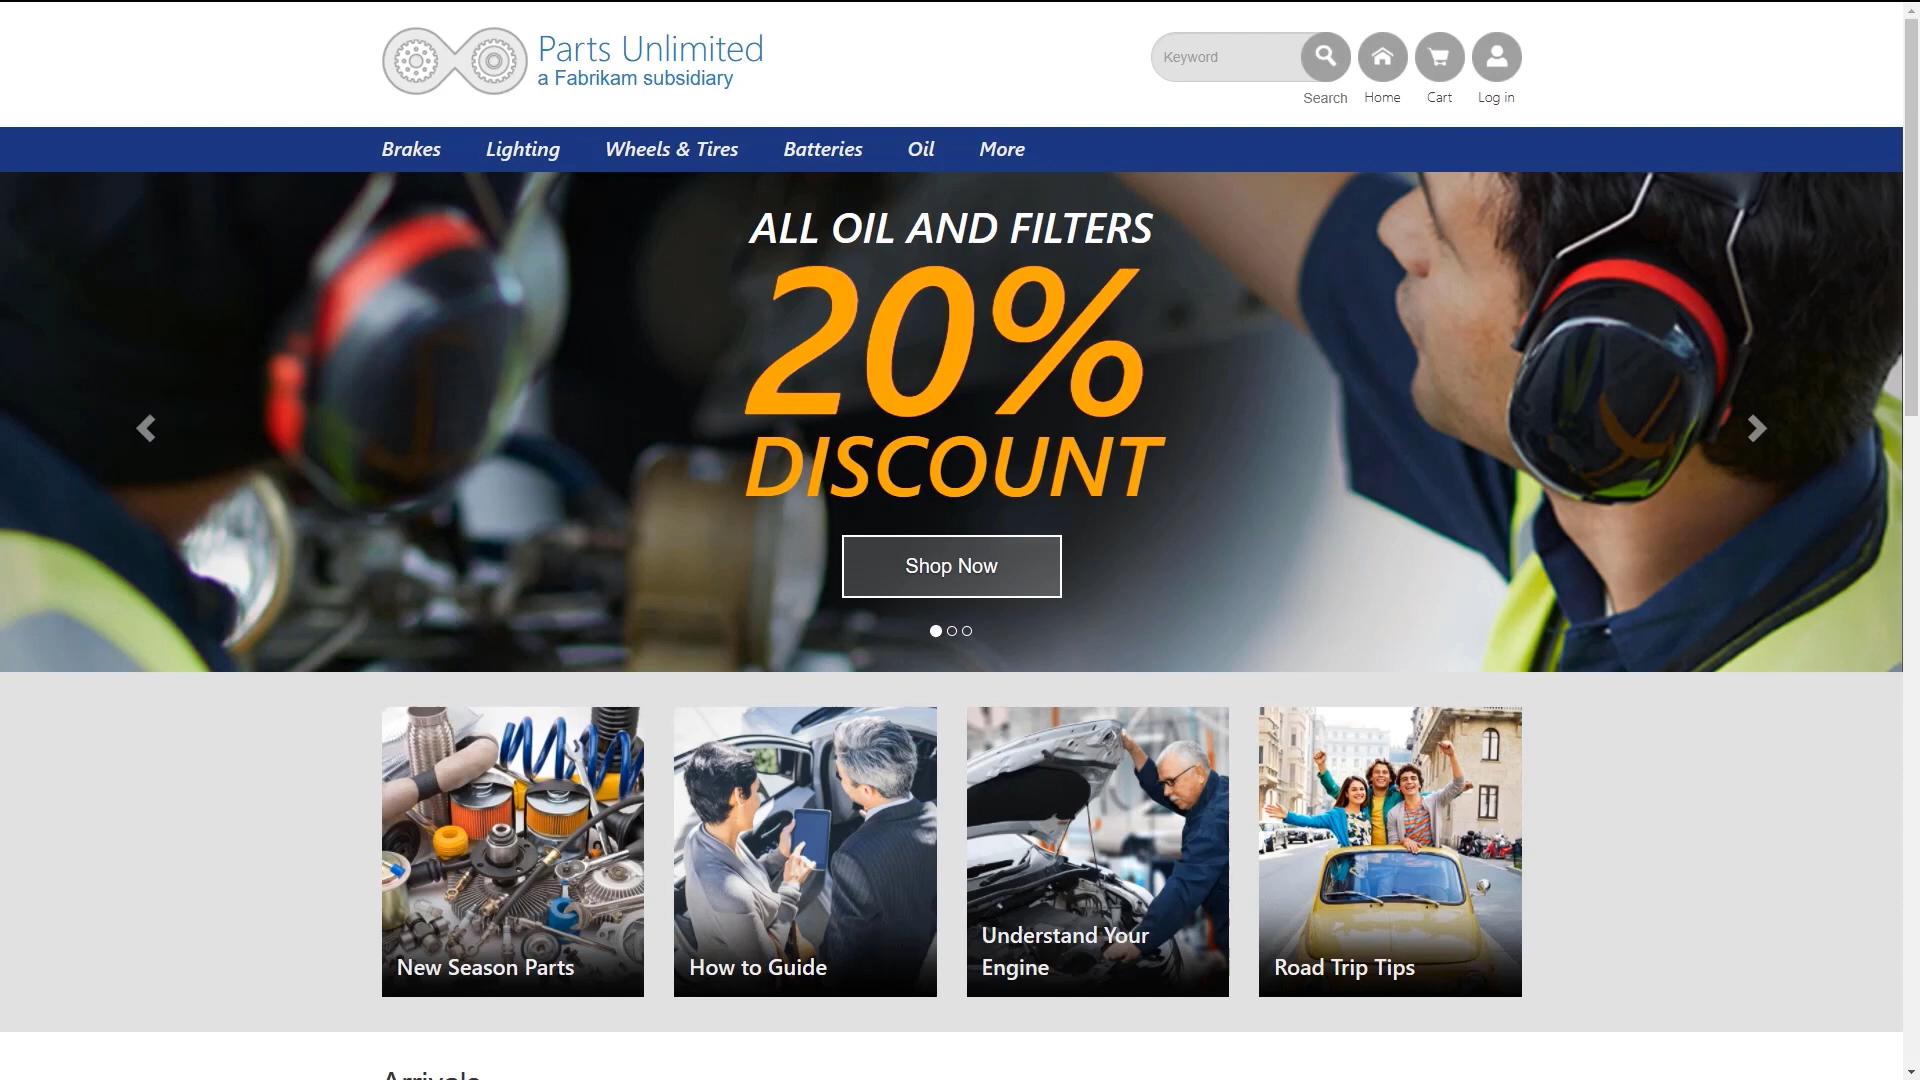 Parts Unlimited
a Fabrikam subsidiary
Keyword
Search
Home
Cart
Log in
Brakes
Lighting
Wheels & Tires
Batteries
Oil
More
ALL OIL AND FILTERS
20%
DISCOUNT
Shop Now
New Season Parts
How to Guide
Understand Your
Engine
Road Trip Tips
Arrivals